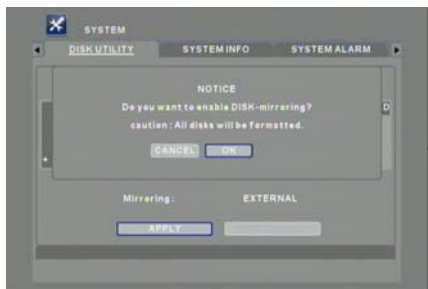 SYSTEM
DISK UTILITY SYSTEM INFO SYSTEM ALARM
NOTICE
Do you want to enable DISK-mirroring?
caution : All disks will be formatted.
CANCEL OK
D
Mirroring : EXTERNAL
APPLY